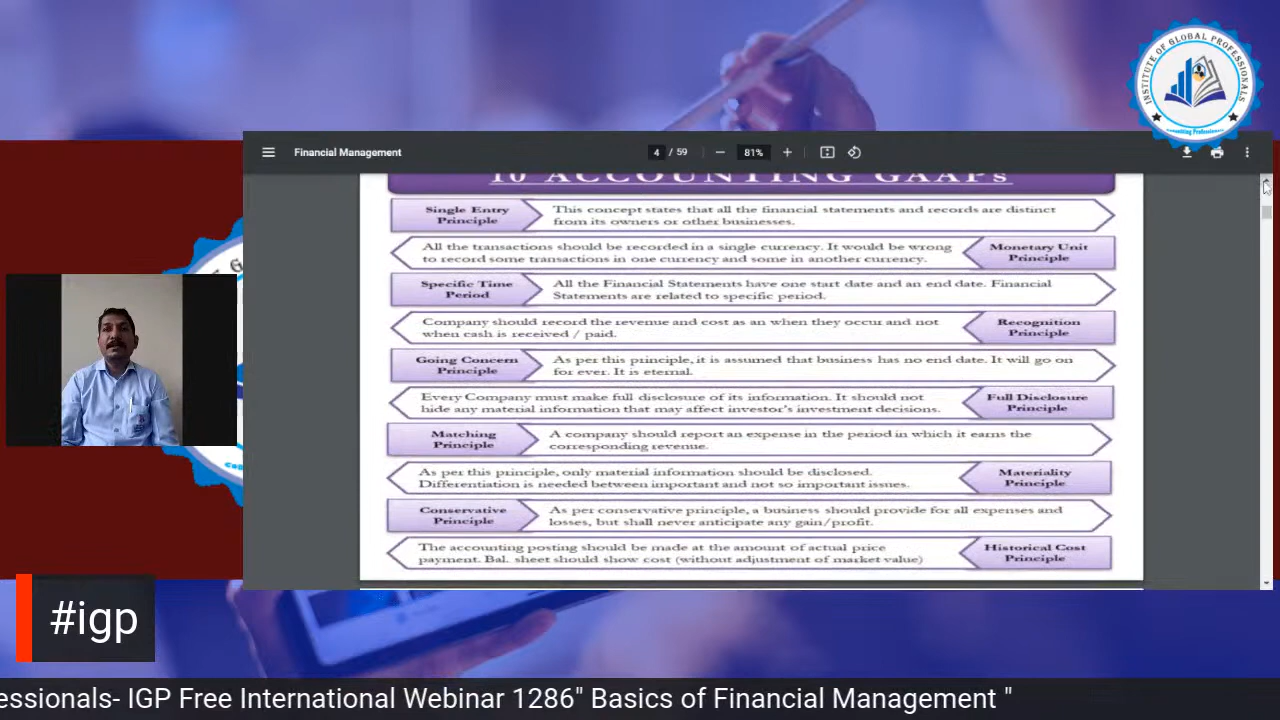 INSTITUTE OF GLOBAL PROFESSIONALS
Connecting Professionals
Financial Management
4 / 59
81%
10 ACCOUNTING GAAPs
Single Entry
Principle
This concept states that all the financial statements and records are distinct
from its owners or other businesses.
All the transactions should be recorded in a single currency. It would be wrong
to record some transactions in one currency and some in another currency.
Monetary Unit
Principle
Specific Time
Period
All the Financial Statements have one start date and an end date. Financial
Statements are related to specific period.
Company should record the revenue and cost as an when they occur and not
when cash is received / paid.
Recognition
Principle
Going Concern
Principle
As per this principle, it is assumed that business has no end date. It will go on
for ever. It is eternal.
Every Company must make full disclosure of its information. It should not
hide any material information that may affect investor's investment decisions.
Full Disclosure
Principle
Matching
Principle
A company should report an expense in the period in which it earns the
corresponding revenue.
As per this principle, only material information should be disclosed.
Differentiation is needed between important and not so important issues.
Materiality
Principle
Conservative
Principle
As per conservative principle, a business should provide for all expenses and
losses, but shall never anticipate any gain/profit.
The accounting posting should be made at the amount of actual price
payment. Bal. sheet should show cost (without adjustment of market value)
Historical Cost
Principle
#igp
essionals- IGP Free International Webinar 1286" Basics of Financial Management "